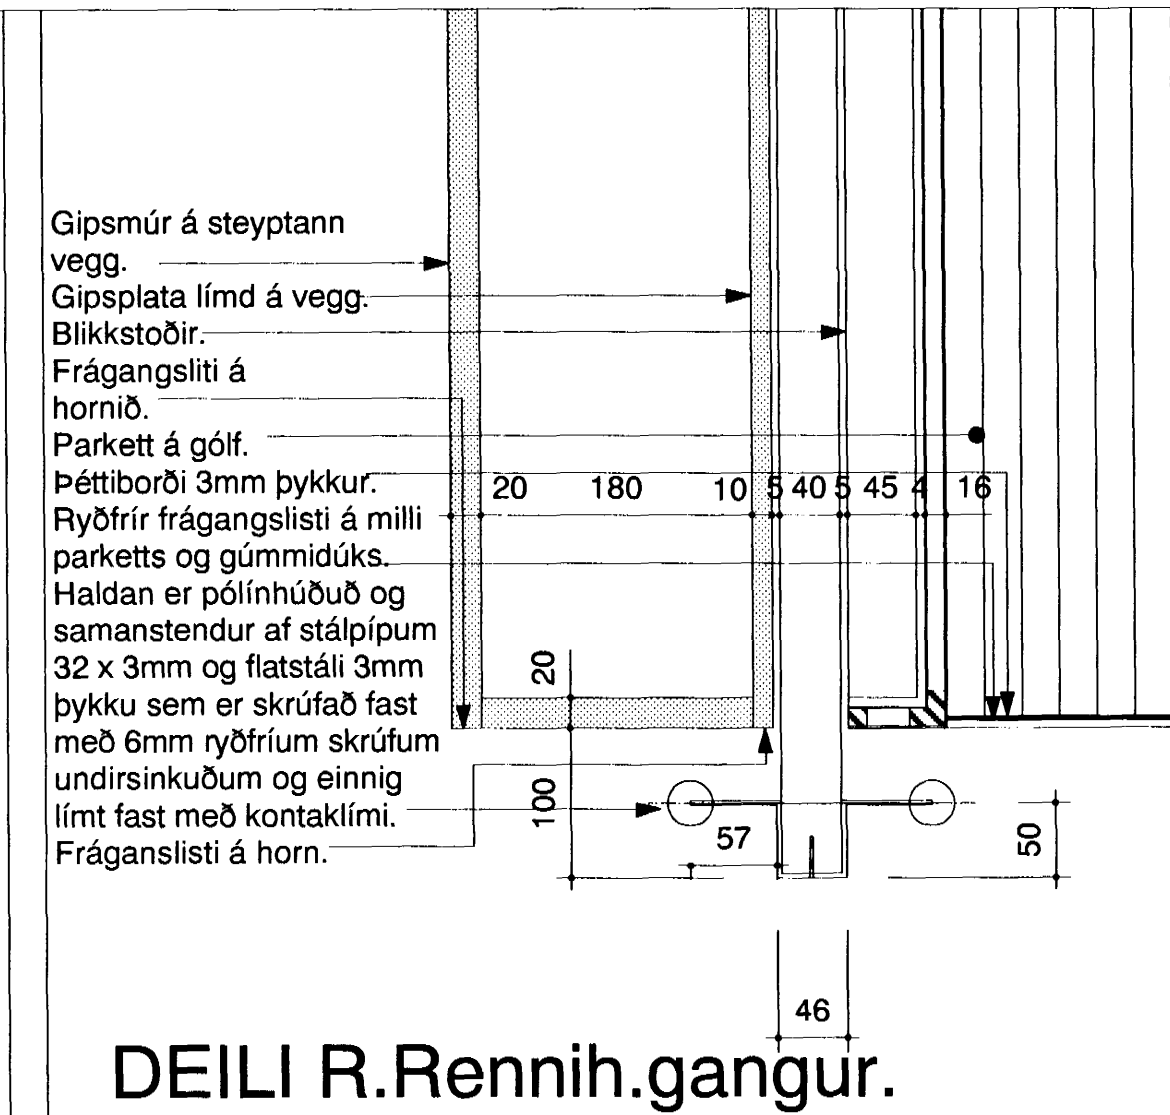 Gipsmúr á steyptann
vegg.
Gipsplata límd á vegg.
Blikkstoðir.
Frágangsliti á
hornið.
Parkett á gólf.
Þéttiborði 3mm þykkur.
Ryðfrír frágangslisti á milli
parketts og gúmmidúks.
Haldan er pólínhúðuð og
samanstendur af stálpípum
32 x 3mm og flatstáli 3mm
þykku sem er skrúfað fast
með 6mm ryðfríum skrúfum
undirsinkuðum og einnig
límt fast með kontaklími.
Fráganslisti á horn.
20 180 10 5 40 5 45 4 16
20
100
57
50
46
DEILI R.Rennih.gangur.